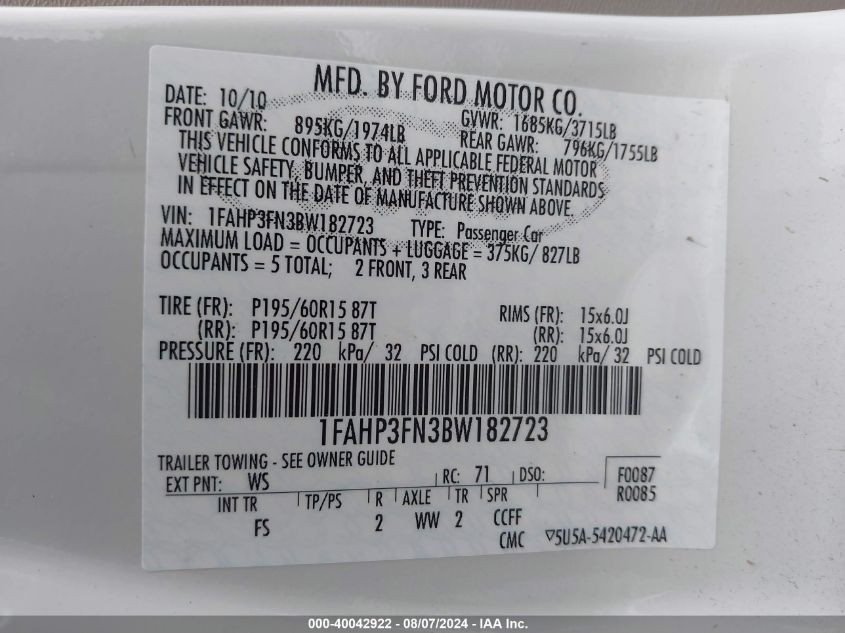 MFD. BY FORD MOTOR CO.
DATE: 10/10 GVWR: 1685KG/3715LB
FRONT GAWR: 895KG/1974LB REAR GAWR: 796KG/1755LB
THIS VEHICLE CONFORMS TO ALL APPLICABLE FEDERAL MOTOR
VEHICLE SAFETY, BUMPER, AND THEFT PREVENTION STANDARDS
IN EFFECT ON THE DATE OF MANUFACTURE SHOWN ABOVE.
VIN: 1FAHP3FN3BW182723 TYPE: Passenger Car
MAXIMUM LOAD = OCCUPANTS + LUGGAGE = 375KG/ 827LB
OCCUPANTS = 5 TOTAL; 2 FRONT, 3 REAR
TIRE (FR): P195/60R15 87T RIMS (FR): 15x6.0J
(RR): P195/60R15 87T (RR): 15x6.0J
PRESSURE (FR): 220 kPa/ 32 PSI COLD (RR): 220 kPa/ 32 PSI COLD
1FAHP3FN3BW182723
TRAILER TOWING - SEE OWNER GUIDE
EXT PNT: WS RC: 71 DSO: F0087
INT TR TP/PS R AXLE TR SPR R0085
FS 2 WW 2 CCFF
CMC ▽5U5A-5420472-AA
000-40042922 - 08/07/2024 - IAA Inc.